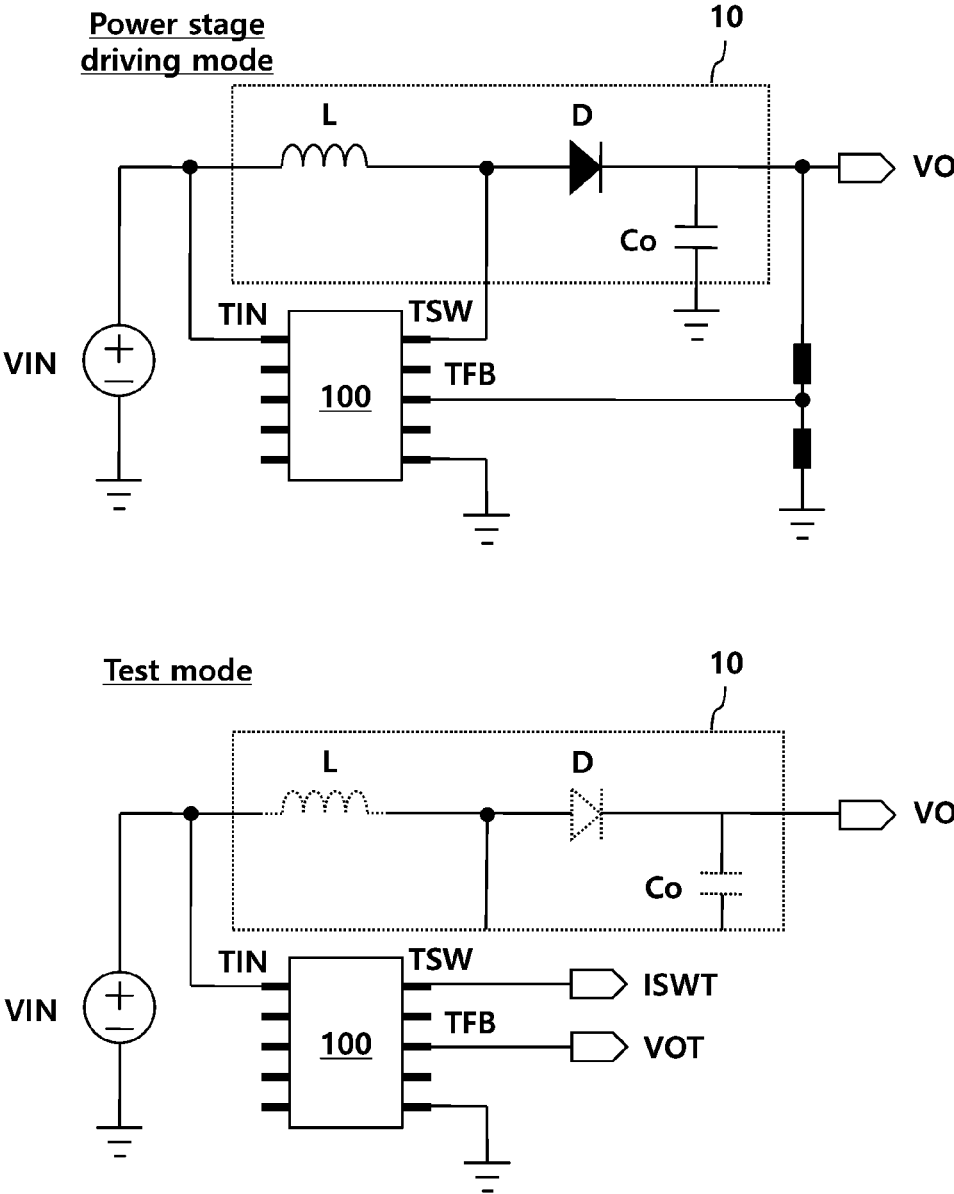 Power stage
driving mode
10
L
D
VO
Co
TIN
TSW
VIN
+
−
TFB
100
Test mode
10
L
D
VO
Co
TIN
TSW
ISWT
VIN
+
−
TFB
100
VOT